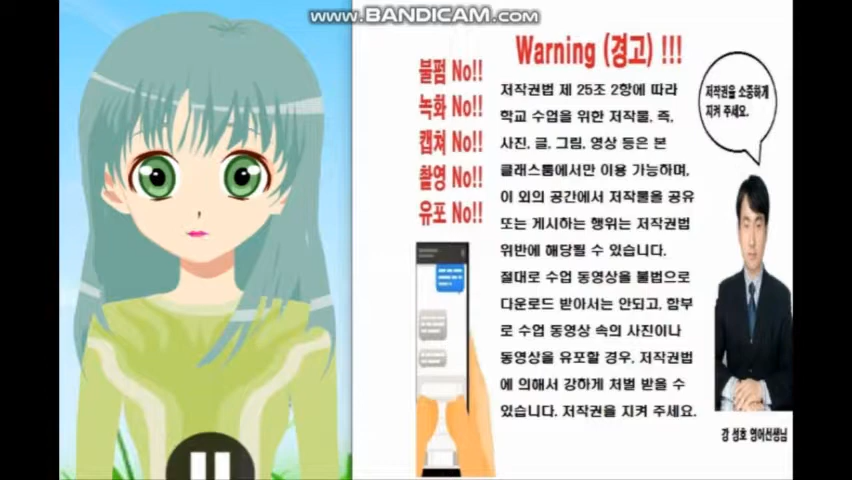 www.BANDICAM.com
Warning (경고) !!!
불펌 No!!
녹화 No!!
캡쳐 No!!
촬영 No!!
유포 No!!
저작권법 제 25조 2항에 따라
학교 수업을 위한 저작물, 즉,
사진, 글, 그림, 영상 등은 본
클래스룸에서만 이용 가능하며,
이 외의 공간에서 저작물을 공유
또는 게시하는 행위는 저작권법
위반에 해당될 수 있습니다.
절대로 수업 동영상을 불법으로
다운로드 받아서는 안되고, 함부
로 수업 동영상 속의 사진이나
동영상을 유포할 경우, 저작권법
에 의해서 강하게 처벌 받을 수
있습니다. 저작권을 지켜 주세요.
저작권을 소중하게
지켜 주세요.
강 성호 영어선생님